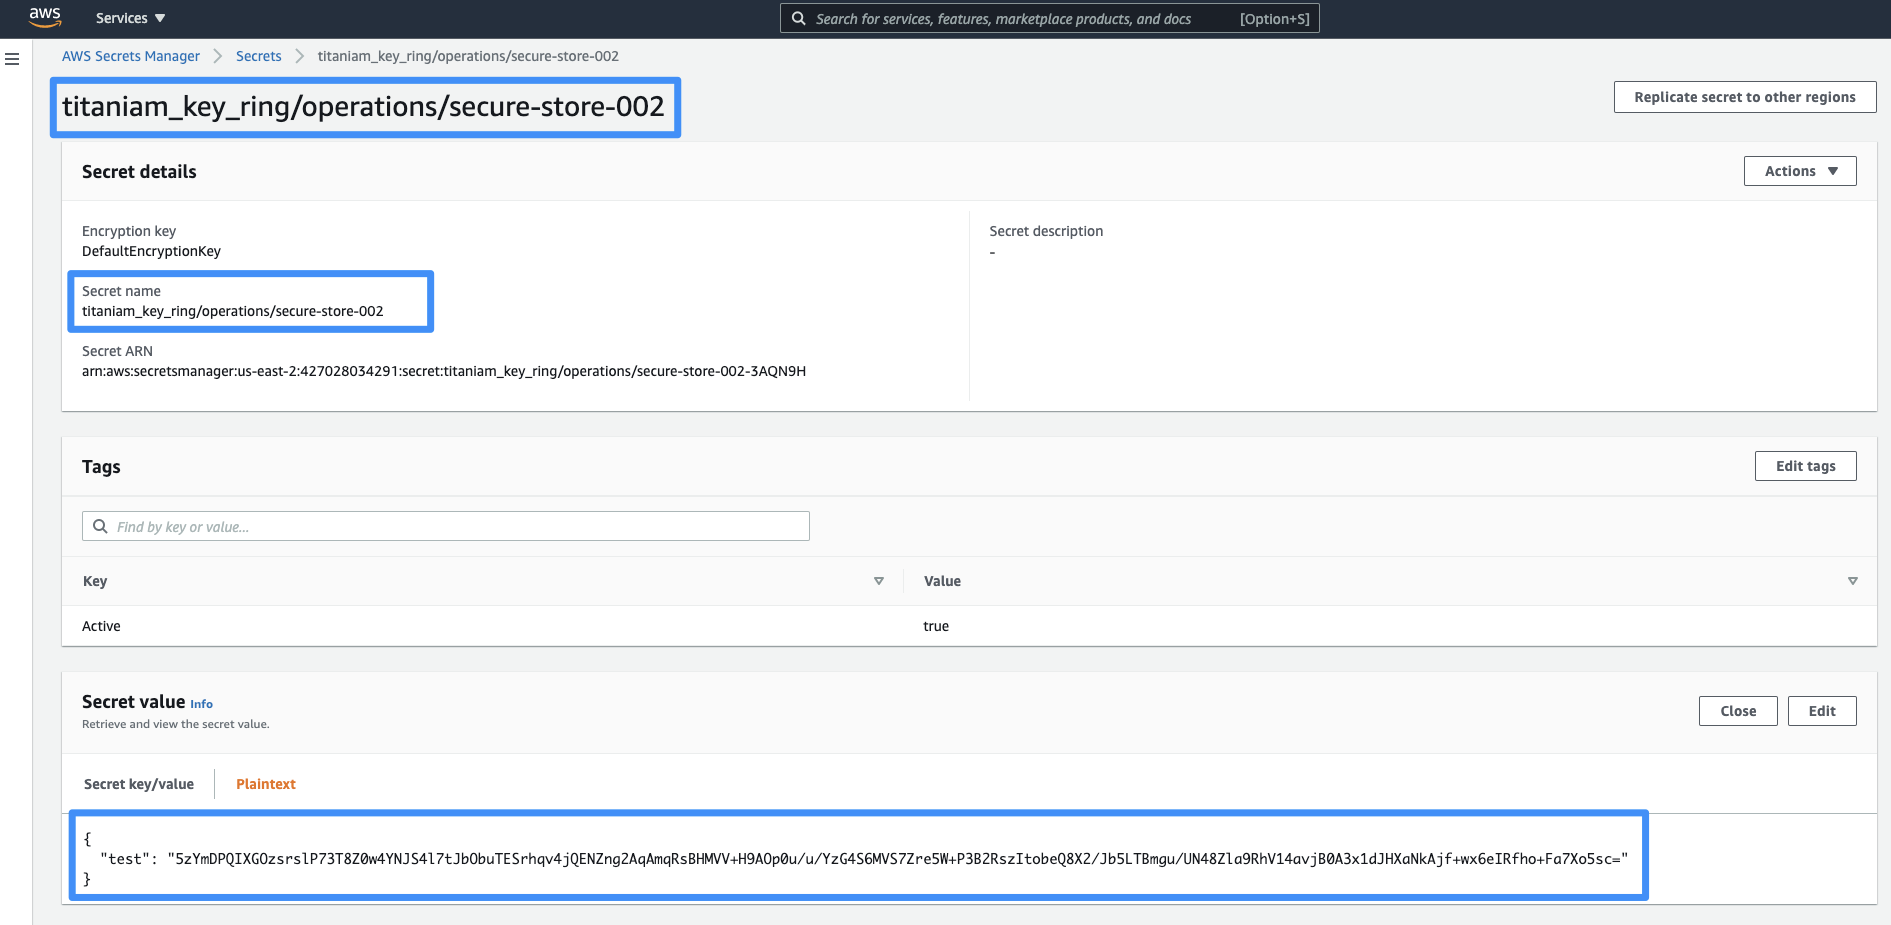 aws Services Search for services, features, marketplace products, and docs [Option+S]
AWS Secrets Manager Secrets titaniam_key_ring/operations/secure-store-002
titaniam_key_ring/operations/secure-store-002
Replicate secret to other regions
Secret details
Actions
Encryption key
DefaultEncryptionKey
Secret name
titaniam_key_ring/operations/secure-store-002
Secret ARN
arn:aws:secretsmanager:us-east-2:427028034291:secret:titaniam_key_ring/operations/secure-store-002-3AQN9H
Secret description
-
Tags
Edit tags
Find by key or value...
Key Value
Active true
Secret value Info
Retrieve and view the secret value.
Close Edit
Secret key/value Plaintext
{
"test": "5zYmDPQIXGOzsrslP73T8Z0w4YNJS4l7tJbObuTESrhqv4jQENZng2AqAmqRsBHMVV+H9AOp0u/u/YzG4S6MVS7Zre5W+P3B2RszItobeQ8X2/Jb5LTBmgu/UN48Zla9RhV14avjB0A3x1dJHXaNkAjf+wx6eIRfho+Fa7Xo5sc="
}